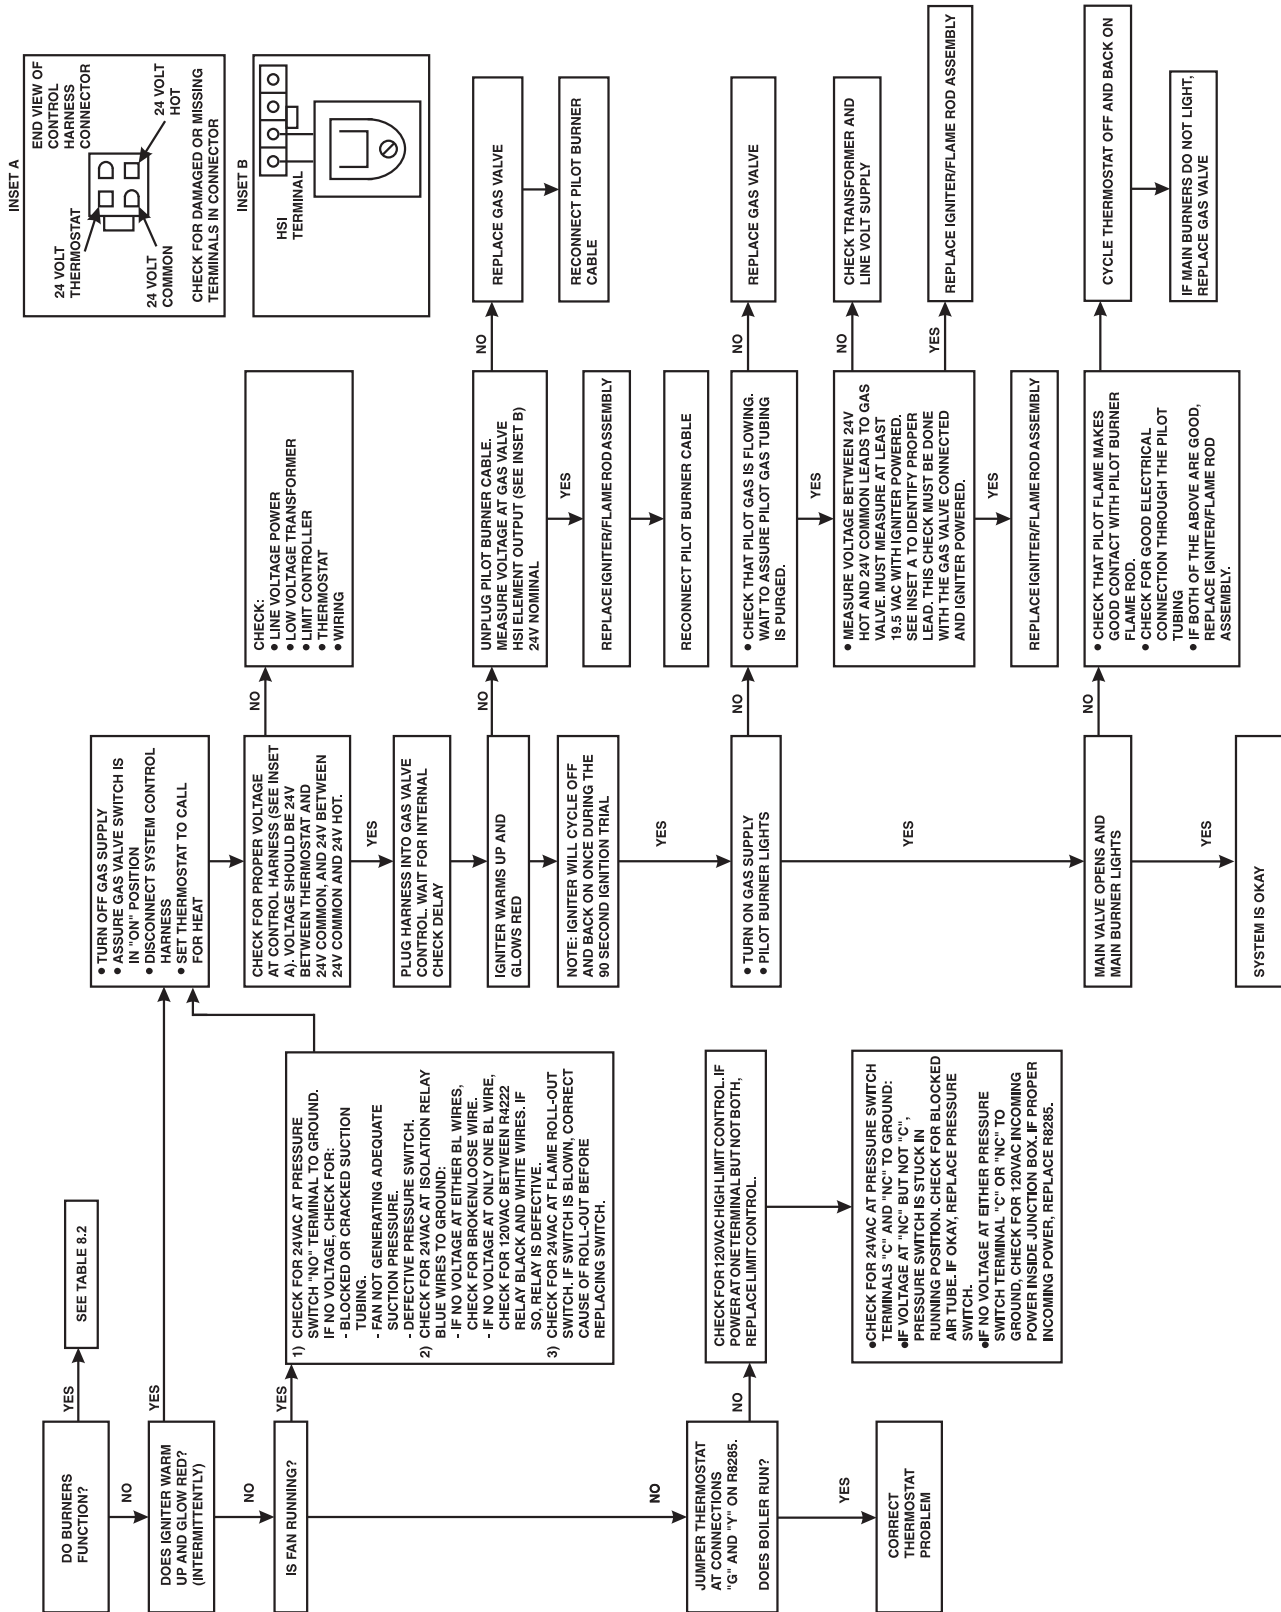 DO BURNERS
FUNCTION?
YES
SEE TABLE 8.2
NO
DOES IGNITER WARM
UP AND GLOW RED?
(INTERMITTENTLY)
YES
NO
IS FAN RUNNING?
YES
1) CHECK FOR 24VAC AT PRESSURE
SWITCH "NO" TERMINAL TO GROUND.
IF NO VOLTAGE, CHECK FOR:
- BLOCKED OR CRACKED SUCTION
TUBING.
- FAN NOT GENERATING ADEQUATE
SUCTION PRESSURE.
- DEFECTIVE PRESSURE SWITCH.
2) CHECK FOR 24VAC AT ISOLATION RELAY
BLUE WIRES TO GROUND:
- IF NO VOLTAGE AT EITHER BL WIRES,
CHECK FOR BROKEN/LOOSE WIRE.
- IF NO VOLTAGE AT ONLY ONE BL WIRE,
CHECK FOR 120VAC BETWEEN R4222
RELAY BLACK AND WHITE WIRES. IF
SO, RELAY IS DEFECTIVE.
3) CHECK FOR 24VAC AT FLAME ROLL-OUT
SWITCH. IF SWITCH IS BLOWN, CORRECT
CAUSE OF ROLL-OUT BEFORE
REPLACING SWITCH.
NO
JUMPER THERMOSTAT
AT CONNECTIONS
"G" AND "Y" ON R8285.
DOES BOILER RUN?
NO
CHECK FOR 120VAC HIGH LIMIT CONTROL. IF
POWER AT ONE TERMINAL BUT NOT BOTH,
REPLACE LIMIT CONTROL.
●CHECK FOR 24VAC AT PRESSURE SWITCH
TERMINALS "C" AND "NC" TO GROUND:
●IF VOLTAGE AT "NC" BUT NOT "C",
PRESSURE SWITCH IS STUCK IN
RUNNING POSITION. CHECK FOR BLOCKED
AIR TUBE. IF OKAY, REPLACE PRESSURE
SWITCH.
●IF NO VOLTAGE AT EITHER PRESSURE
SWITCH TERMINAL "C" OR "NC" TO
GROUND, CHECK FOR 120VAC INCOMING
POWER INSIDE JUNCTION BOX. IF PROPER
INCOMING POWER, REPLACE R8285.
YES
CORRECT
THERMOSTAT
PROBLEM
● TURN OFF GAS SUPPLY
● ASSURE GAS VALVE SWITCH IS
IN "ON" POSITION
● DISCONNECT SYSTEM CONTROL
HARNESS
● SET THERMOSTAT TO CALL
FOR HEAT
CHECK FOR PROPER VOLTAGE
AT CONTROL HARNESS (SEE INSET
A). VOLTAGE SHOULD BE 24V
BETWEEN THERMOSTAT AND
24V COMMON, AND 24V BETWEEN
24V COMMON AND 24V HOT.
NO
CHECK:
● LINE VOLTAGE POWER
● LOW VOLTAGE TRANSFORMER
● LIMIT CONTROLLER
● THERMOSTAT
● WIRING
YES
PLUG HARNESS INTO GAS VALVE
CONTROL. WAIT FOR INTERNAL
CHECK DELAY
IGNITER WARMS UP AND
GLOWS RED
NO
UNPLUG PILOT BURNER CABLE.
MEASURE VOLTAGE AT GAS VALVE
HSI ELEMENT OUTPUT (SEE INSET B)
24V NOMINAL
NO
REPLACE GAS VALVE
RECONNECT PILOT BURNER
CABLE
YES
REPLACE IGNITER/FLAME ROD ASSEMBLY
RECONNECT PILOT BURNER CABLE
NOTE: IGNITER WILL CYCLE OFF
AND BACK ON ONCE DURING THE
90 SECOND IGNITION TRIAL
YES
● TURN ON GAS SUPPLY
● PILOT BURNER LIGHTS
NO
● CHECK THAT PILOT GAS IS FLOWING.
WAIT TO ASSURE PILOT GAS TUBING
IS PURGED.
NO
REPLACE GAS VALVE
YES
● MEASURE VOLTAGE BETWEEN 24V
HOT AND 24V COMMON LEADS TO GAS
VALVE. MUST MEASURE AT LEAST
19.5 VAC WITH IGNITER POWERED.
SEE INSET A TO IDENTIFY PROPER
LEAD. THIS CHECK MUST BE DONE
WITH THE GAS VALVE CONNECTED
AND IGNITER POWERED.
NO
CHECK TRANSFORMER AND
LINE VOLT SUPPLY
YES
REPLACE IGNITER/FLAME ROD ASSEMBLY
YES
REPLACE IGNITER/FLAME ROD ASSEMBLY
YES
MAIN VALVE OPENS AND
MAIN BURNER LIGHTS
NO
● CHECK THAT PILOT FLAME MAKES
GOOD CONTACT WITH PILOT BURNER
FLAME ROD.
● CHECK FOR GOOD ELECTRICAL
CONNECTION THROUGH THE PILOT
TUBING
● IF BOTH OF THE ABOVE ARE GOOD,
REPLACE IGNITER/FLAME ROD
ASSEMBLY.
CYCLE THERMOSTAT OFF AND BACK ON
IF MAIN BURNERS DO NOT LIGHT,
REPLACE GAS VALVE
YES
SYSTEM IS OKAY
INSET A
END VIEW OF
CONTROL
HARNESS
CONNECTOR
24 VOLT
THERMOSTAT
24 VOLT
HOT
24 VOLT
COMMON
CHECK FOR DAMAGED OR MISSING
TERMINALS IN CONNECTOR
INSET B
HSI
TERMINAL